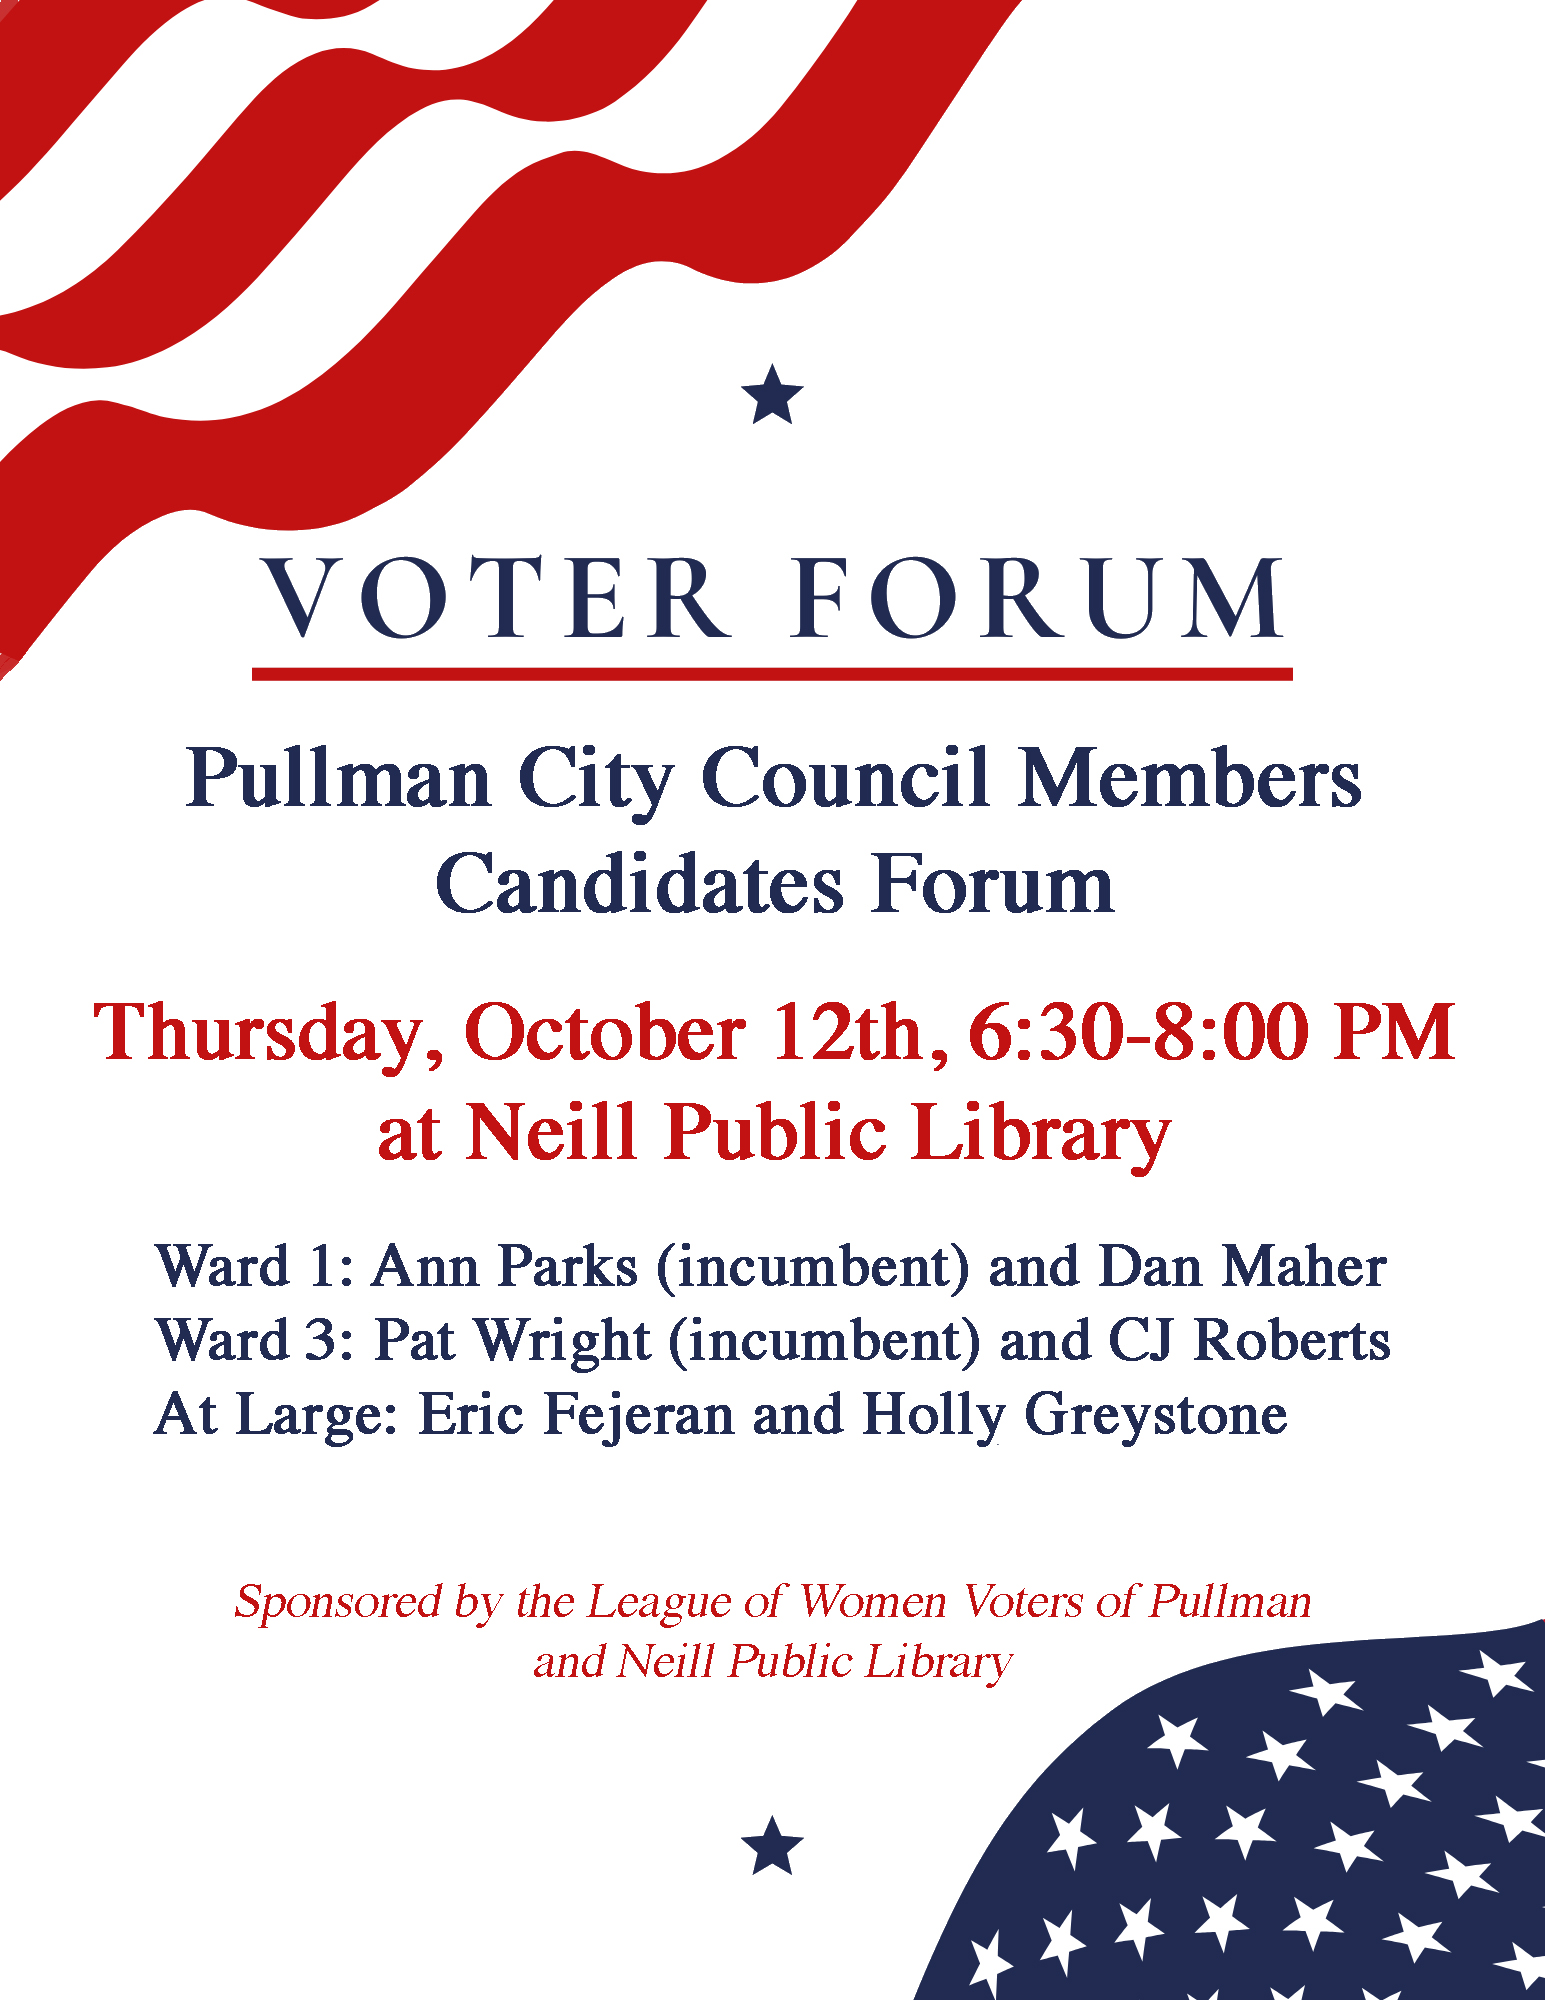 VOTER FORUM
Pullman City Council Members
Candidates Forum
Thursday, October 12th, 6:30-8:00 PM
at Neill Public Library
Ward 1: Ann Parks (incumbent) and Dan Maher
Ward 3: Pat Wright (incumbent) and CJ Roberts
At Large: Eric Fejeran and Holly Greystone
Sponsored by the League of Women Voters of Pullman
and Neill Public Library